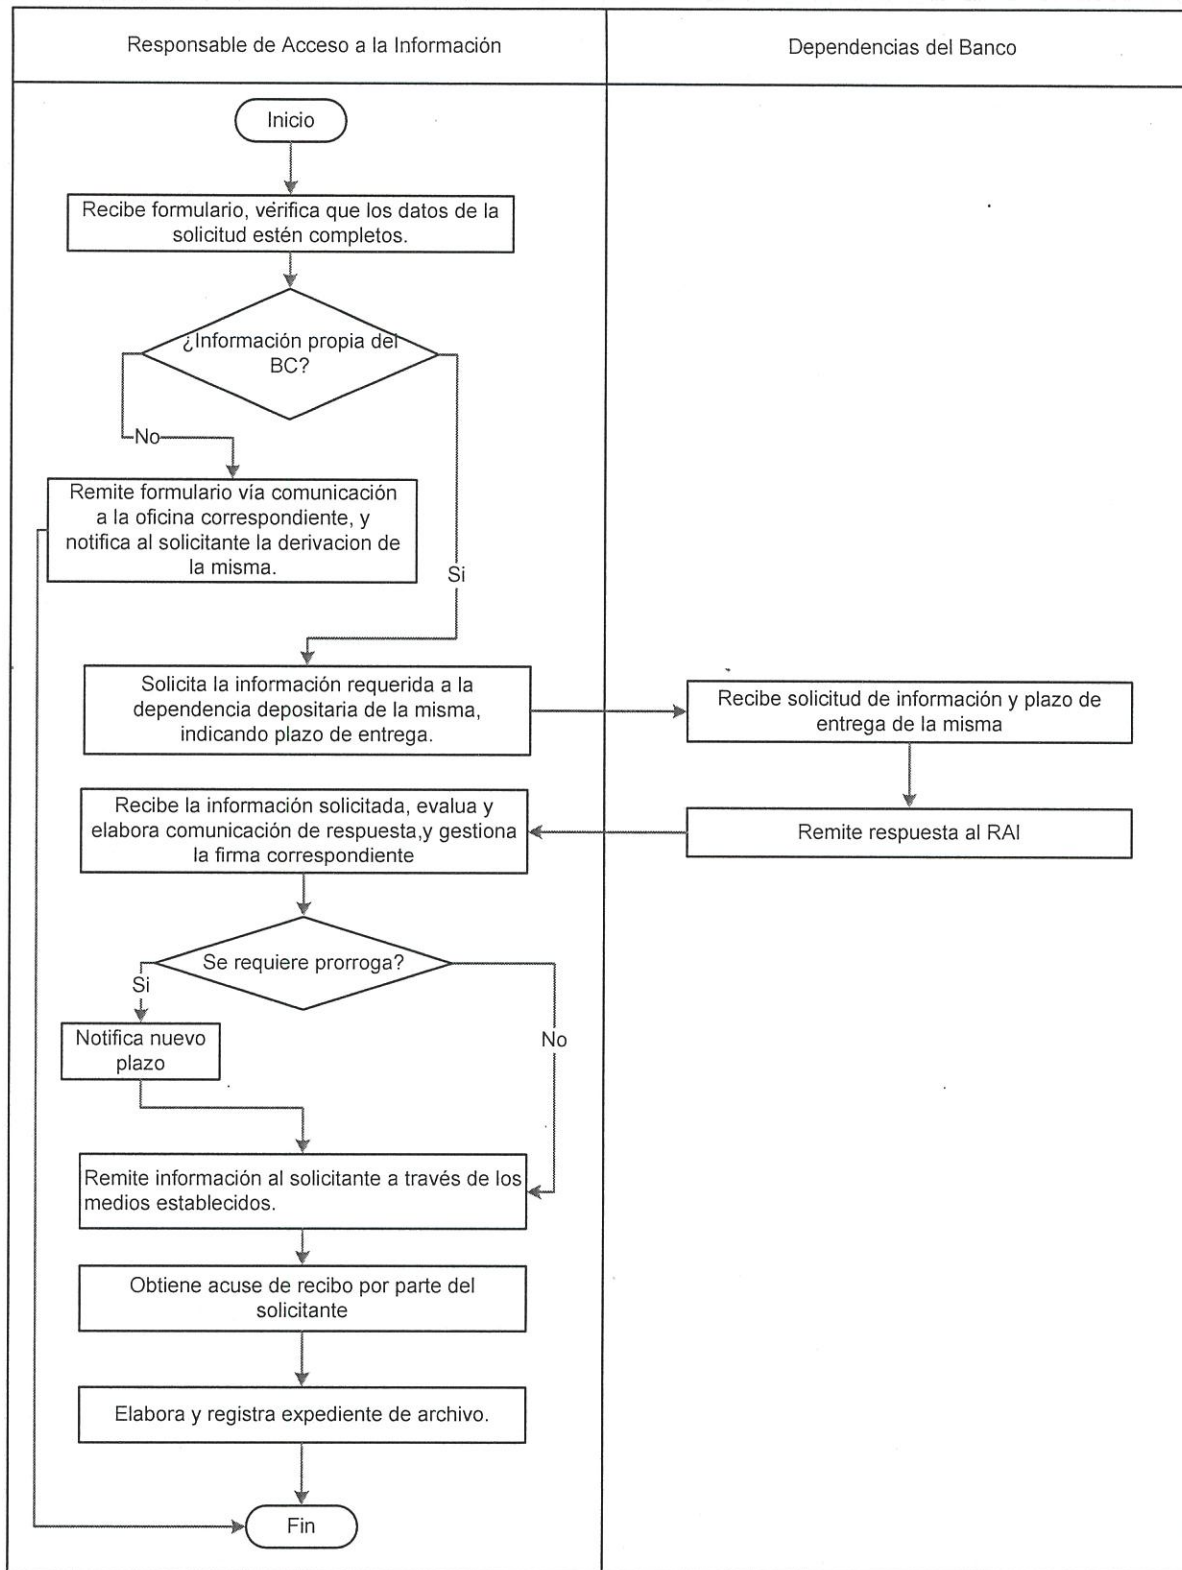 Responsable de Acceso a la Información
Dependencias del Banco
Inicio
Recibe formulario, vérifica que los datos de la
solicitud estén completos.
¿Información propia del
BC?
No
Remite formulario vía comunicación
a la oficina correspondiente, y
notifica al solicitante la derivacion de
la misma.
Si
Solicita la información requerida a la
dependencia depositaria de la misma,
indicando plazo de entrega.
Recibe solicitud de información y plazo de
entrega de la misma
Recibe la información solicitada, evalua y
elabora comunicación de respuesta,y gestiona
la firma correspondiente
Remite respuesta al RAI
Se requiere prorroga?
Si
Notifica nuevo
plazo
No
Remite información al solicitante a través de los
medios establecidos.
Obtiene acuse de recibo por parte del
solicitante
Elabora y registra expediente de archivo.
Fin